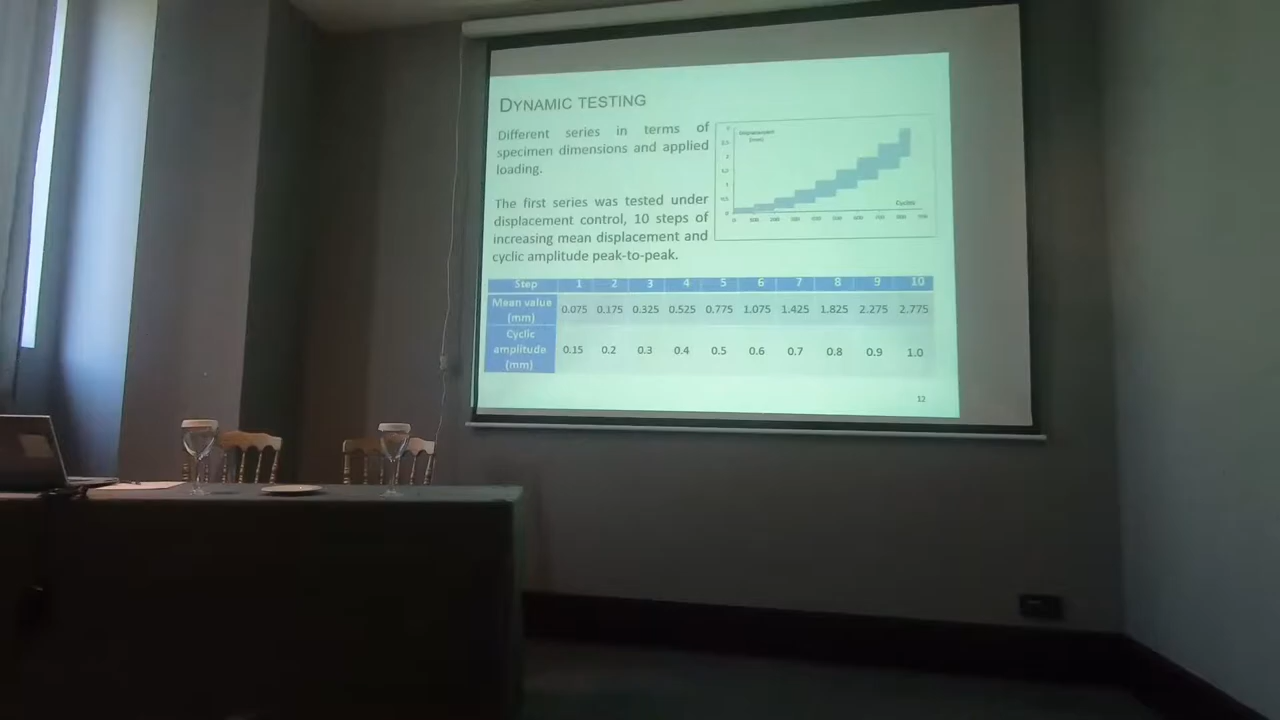 DYNAMIC TESTING
Different series in terms of
specimen dimensions and applied
loading.
The first series was tested under
displacement control, 10 steps of
increasing mean displacement and
cyclic amplitude peak-to-peak.
Displacement
(mm)
Cycles
Step 1 2 3 4 5 6 7 8 9 10
Mean value
(mm)
0.075 0.175 0.325 0.525 0.775 1.075 1.425 1.825 2.275 2.775
Cyclic
amplitude
(mm)
0.15 0.2 0.3 0.4 0.5 0.6 0.7 0.8 0.9 1.0
12